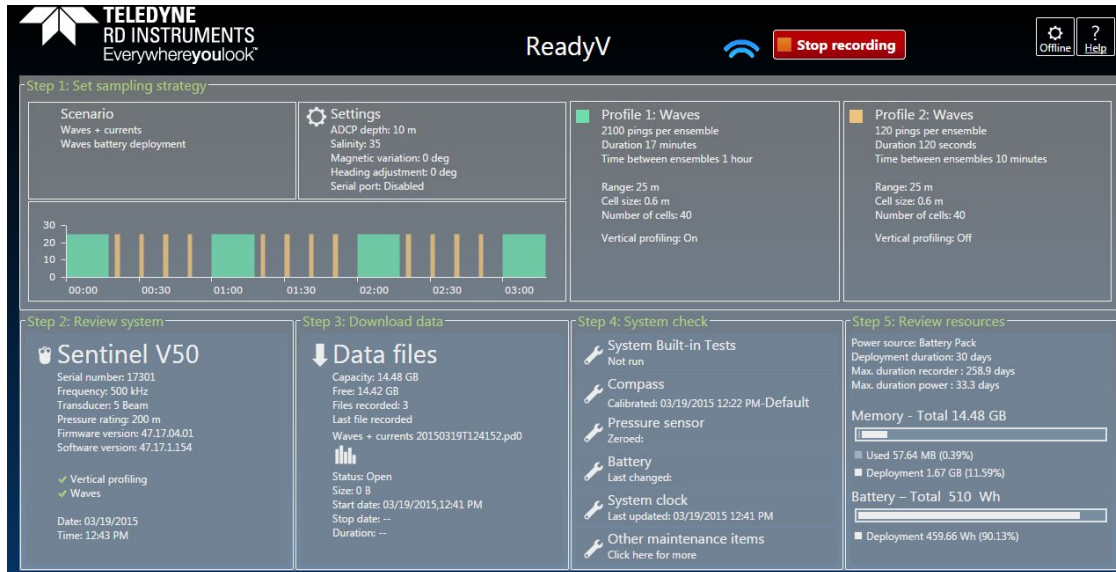 TELEDYNE
RD INSTRUMENTS
Everywhereyoulook™
ReadyV
Stop recording
Offline
?
Help
Step 1: Set sampling strategy
Scenario
Waves + currents
Waves battery deployment
Settings
ADCP depth: 10 m
Salinity: 35
Magnetic variation: 0 deg
Heading adjustment: 0 deg
Serial port: Disabled
Profile 1: Waves
2100 pings per ensemble
Duration 17 minutes
Time between ensembles 1 hour
Range: 25 m
Cell size: 0.6 m
Number of cells: 40
Vertical profiling: On
Profile 2: Waves
120 pings per ensemble
Duration 120 seconds
Time between ensembles 10 minutes
Range: 25 m
Cell size: 0.6 m
Number of cells: 40
Vertical profiling: Off
30
20
10
0
00:00 00:30 01:00 01:30 02:00 02:30 03:00
Step 2: Review system
Sentinel V50
Serial number: 17301
Frequency: 500 kHz
Transducer: 5 Beam
Pressure rating: 200 m
Firmware version: 47.17.04.01
Software version: 47.17.1.154
Vertical profiling
Waves
Date: 03/19/2015
Time: 12:43 PM
Step 3: Download data
Data files
Capacity: 14.48 GB
Free: 14.42 GB
Files recorded: 3
Last file recorded
Waves + currents 20150319T124152.pd0
Status: Open
Size: 0 B
Start date: 03/19/2015,12:41 PM
Stop date: --
Duration: --
Step 4: System check
System Built-in Tests
Not run
Compass
Calibrated: 03/19/2015 12:22 PM-Default
Pressure sensor
Zeroed:
Battery
Last changed:
System clock
Last updated: 03/19/2015 12:41 PM
Other maintenance items
Click here for more
Step 5: Review resources
Power source: Battery Pack
Deployment duration: 30 days
Max. duration recorder : 258.9 days
Max. duration power : 33.3 days
Memory - Total 14.48 GB
Used 57.64 MB (0.39%)
Deployment 1.67 GB (11.59%)
Battery – Total 510 Wh
Deployment 459.66 Wh (90.13%)